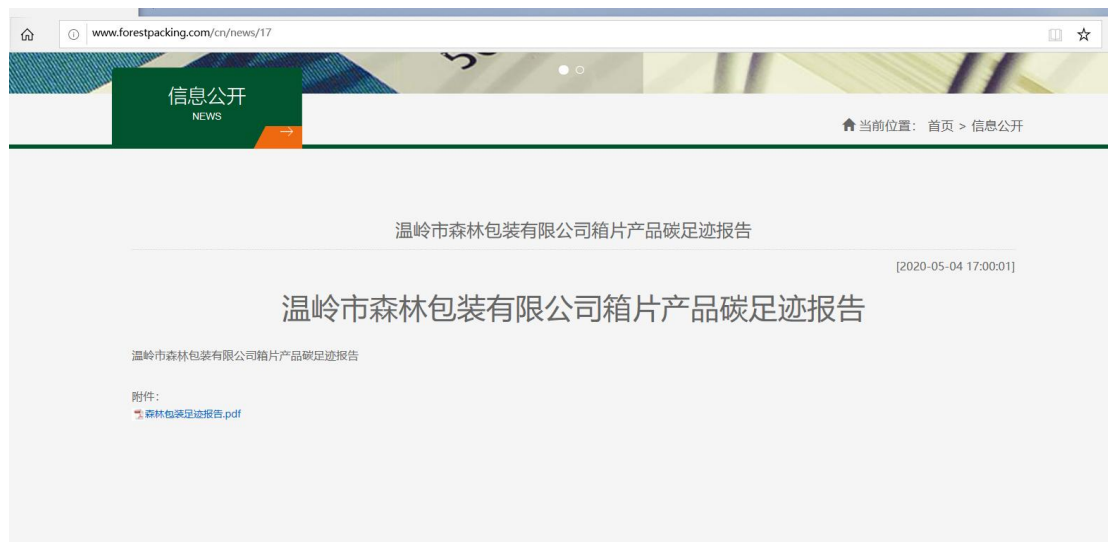 www.forestpacking.com/cn/news/17
信息公开
NEWS
当前位置: 首页 > 信息公开
温岭市森林包装有限公司箱片产品碳足迹报告
[2020-05-04 17:00:01]
温岭市森林包装有限公司箱片产品碳足迹报告
温岭市森林包装有限公司箱片产品碳足迹报告
附件:
森林包装足迹报告.pdf